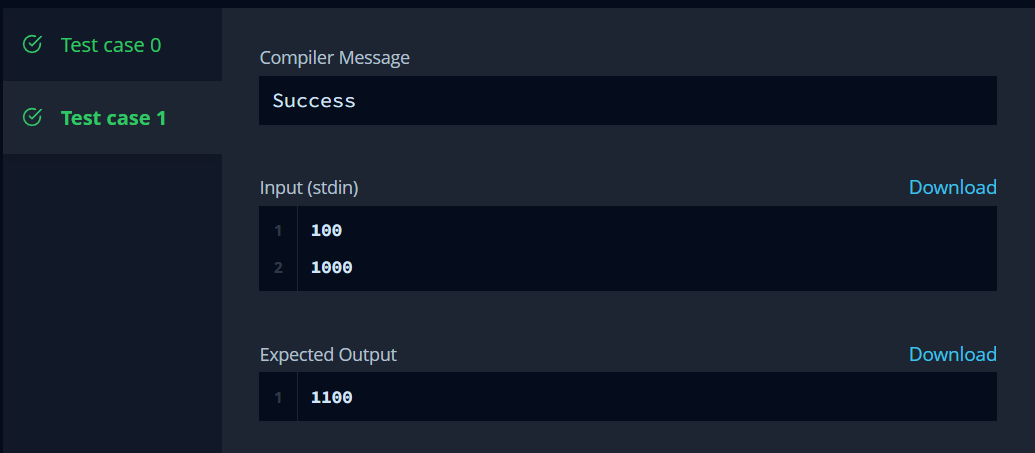 Test case 0
Test case 1
Compiler Message
Success
Input (stdin)
Download
1 100
2 1000
Expected Output
Download
1 1100